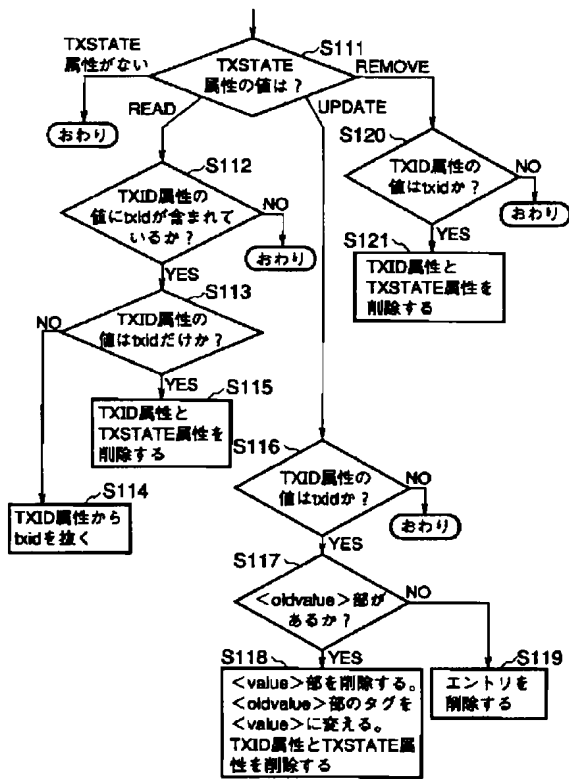 S111
TXSTATE
属性がない
TXSTATE
属性の値は？
REMOVE
READ
UPDATE
おわり
S120
TXID属性の
値はtxidか？
NO
おわり
YES
S121
TXID属性と
TXSTATE属性を
削除する
S112
TXID属性の
値にtxidが含まれて
いるか？
NO
おわり
YES
S113
TXID属性の
値はtxidだけか？
NO
YES
S115
TXID属性と
TXSTATE属性を
削除する
S114
TXID属性から
txidを抜く
S116
TXID属性の
値はtxidか？
NO
おわり
YES
S117
＜oldvalue＞部が
あるか？
NO
YES
S118
＜value＞部を削除する。
＜oldvalue＞部のタグを
＜value＞に変える。
TXID属性とTXSTATE属
性を削除する
S119
エントリを
削除する